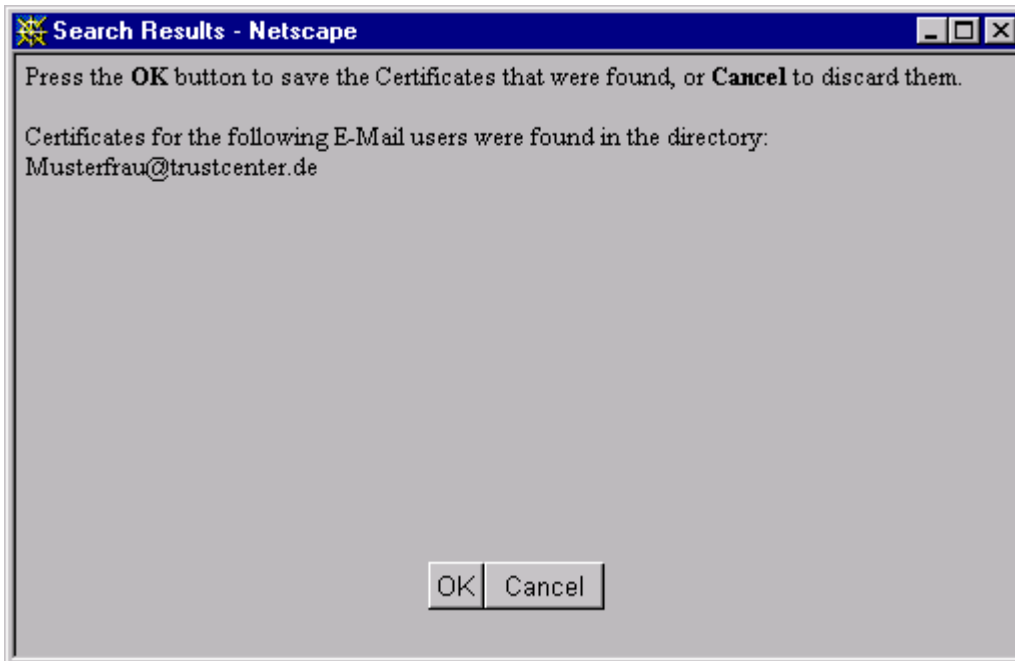 Search Results - Netscape
Press the OK button to save the Certificates that were found, or Cancel to discard them.
Certificates for the following E-Mail users were found in the directory:
Musterfrau@trustcenter.de
OK Cancel